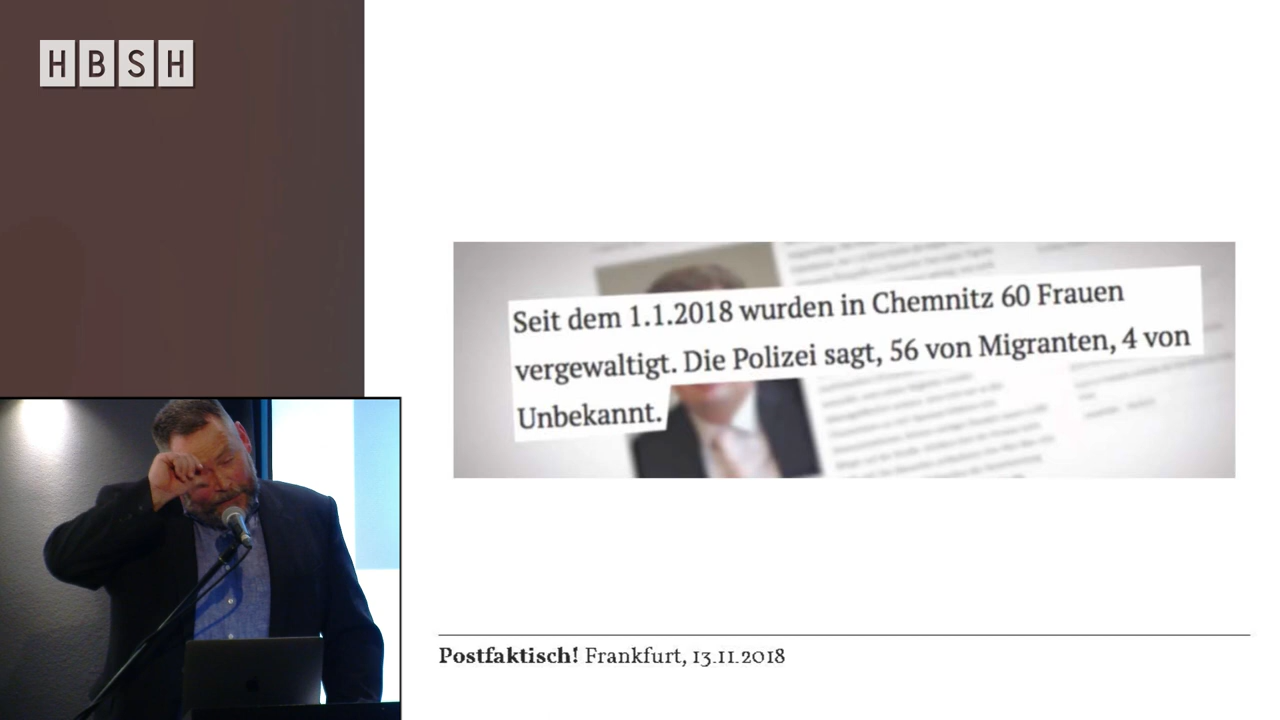 HBSH
Seit dem 1.1.2018 wurden in Chemnitz 60 Frauen
vergewaltigt. Die Polizei sagt, 56 von Migranten, 4 von
Unbekannt.
Postfaktisch! Frankfurt, 13.11.2018